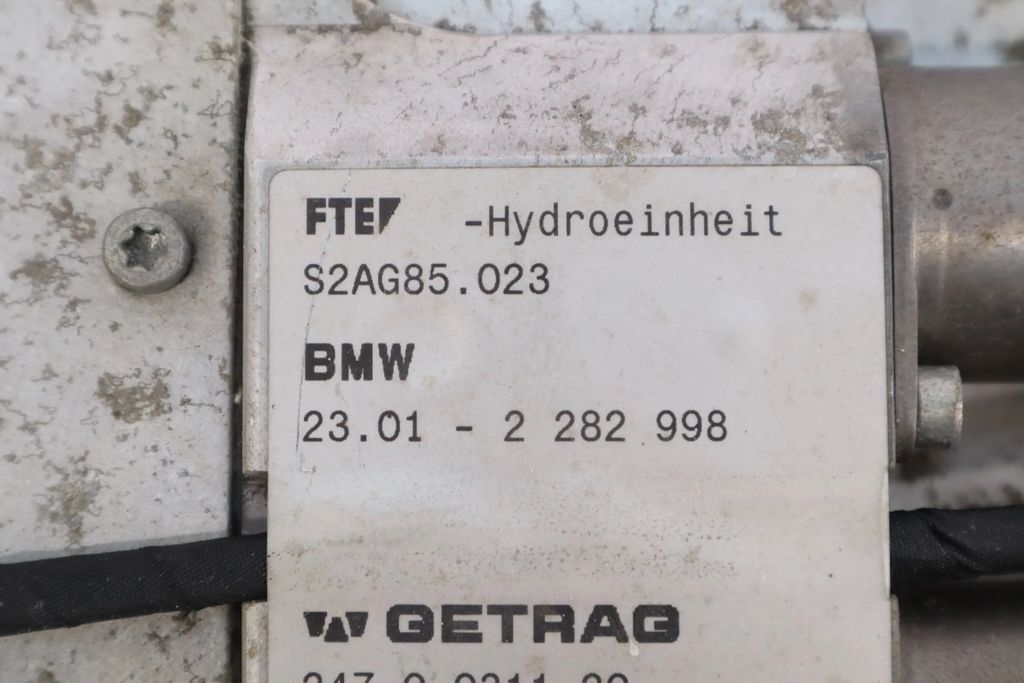 FTE -Hydroeinheit
S2AG85.023
BMW
23.01 - 2 282 998
GETRAG